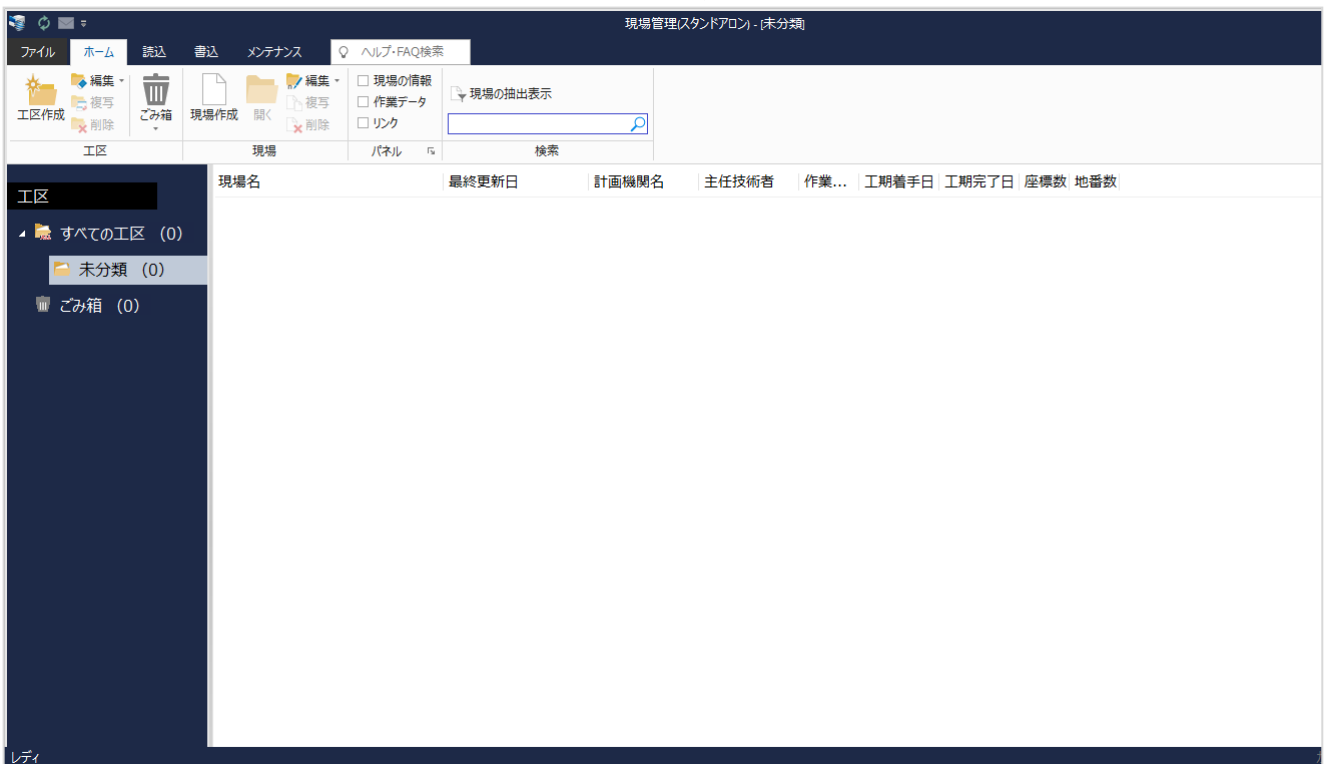 現場管理(スタンドアロン) - [未分類]
ファイル ホーム 読込 書込 メンテナンス ヘルプ・FAQ検索
工区作成 編集 複写 削除 ごみ箱
工区
現場作成 開く 編集 複写 削除
現場
現場の情報
作業データ
リンク
パネル
現場の抽出表示
検索
工区
すべての工区 (0)
未分類 (0)
ごみ箱 (0)
現場名 最終更新日 計画機関名 主任技術者 作業... 工期着手日 工期完了日 座標数 地番数
レディ